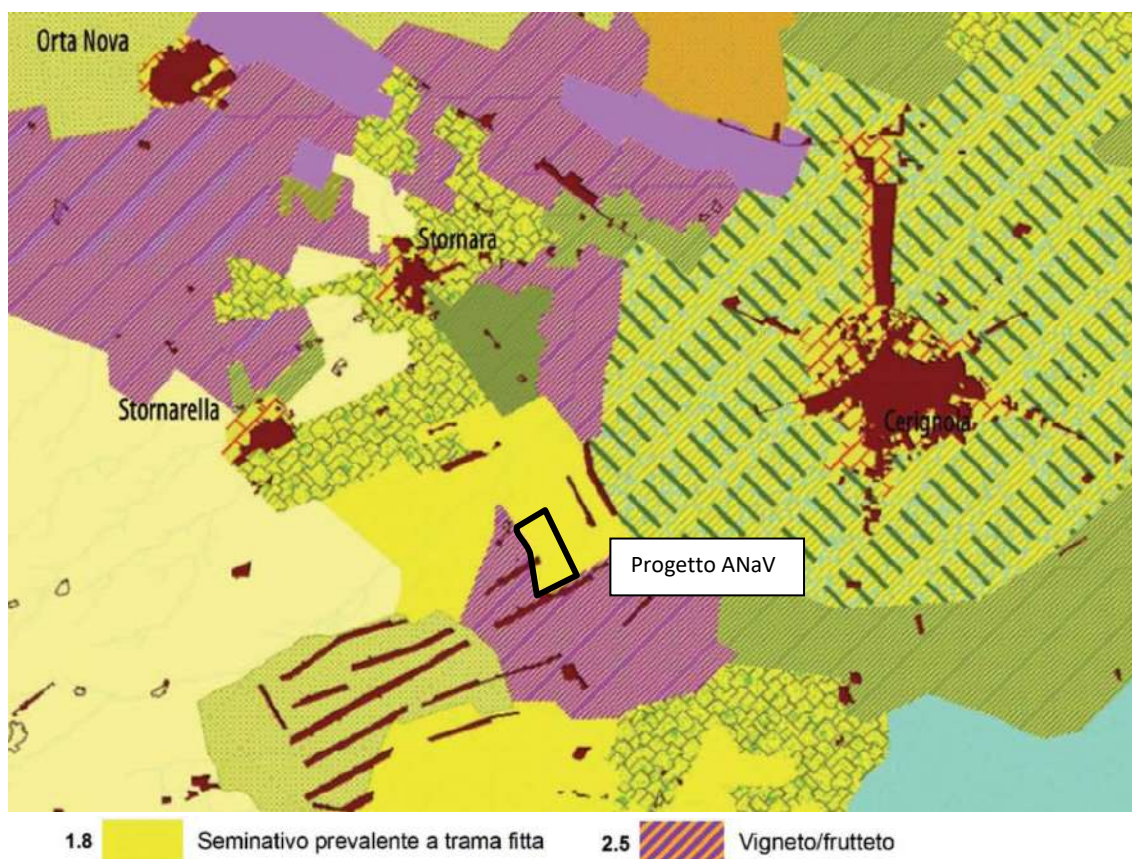 Orta Nova
Stornara
Stornarella
Cerignola
Progetto ANaV
1.8 Seminativo prevalente a trama fitta 2.5 Vigneto/frutteto